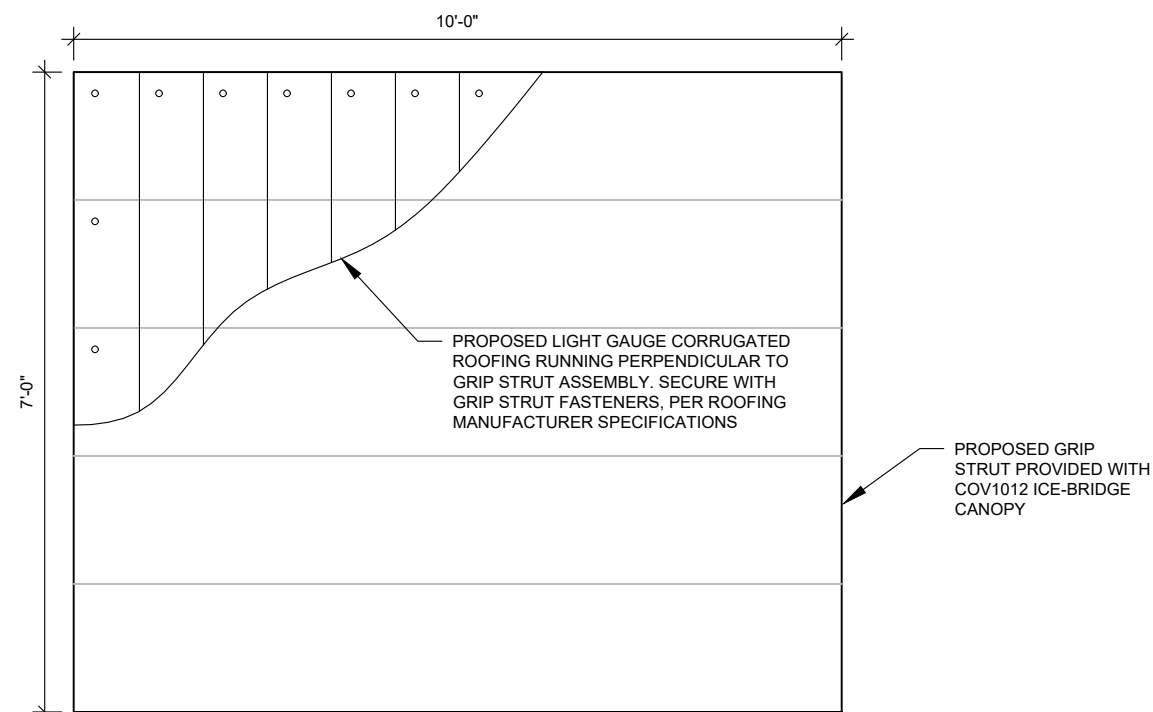 10'-0"
7'-0"
PROPOSED LIGHT GAUGE CORRUGATED
ROOFING RUNNING PERPENDICULAR TO
GRIP STRUT ASSEMBLY. SECURE WITH
GRIP STRUT FASTENERS, PER ROOFING
MANUFACTURER SPECIFICATIONS
PROPOSED GRIP
STRUT PROVIDED WITH
COV1012 ICE-BRIDGE
CANOPY